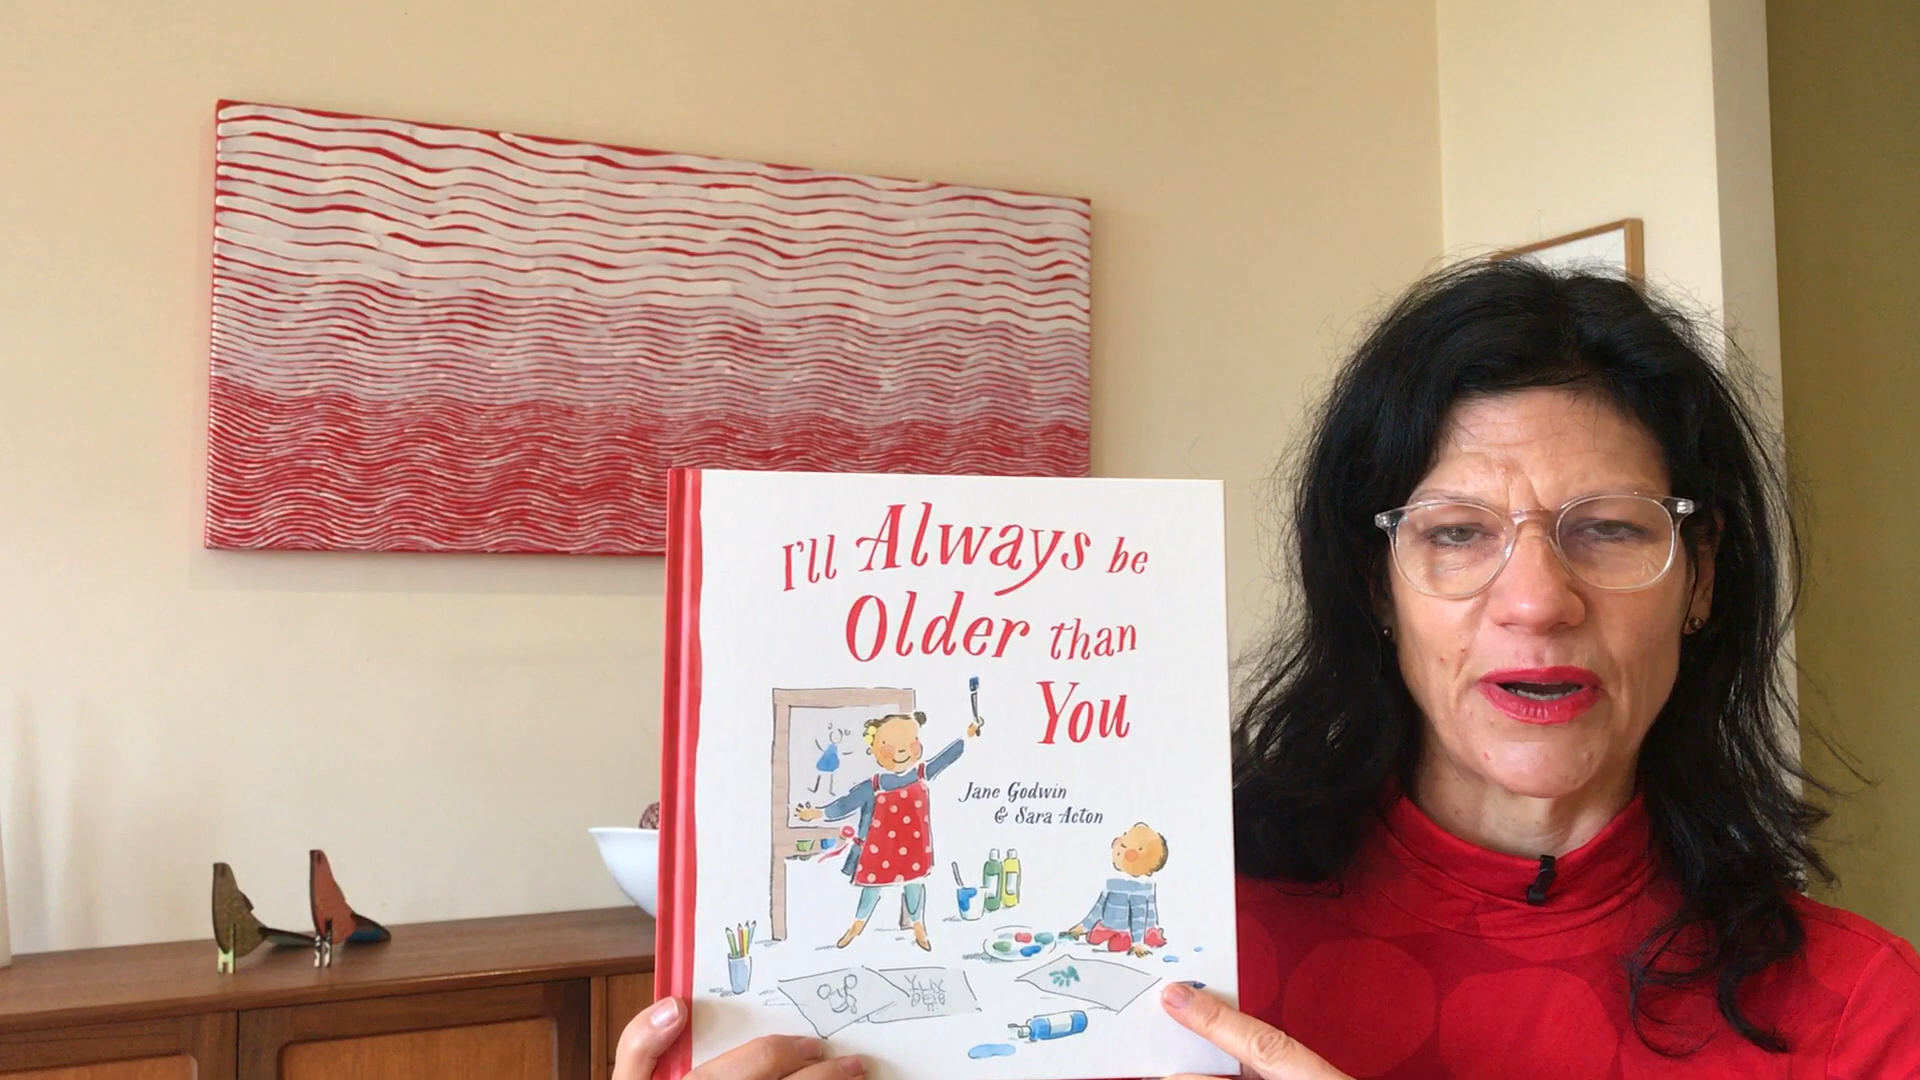 I'll Always be
Older than
You
Jane Godwin
& Sara Acton